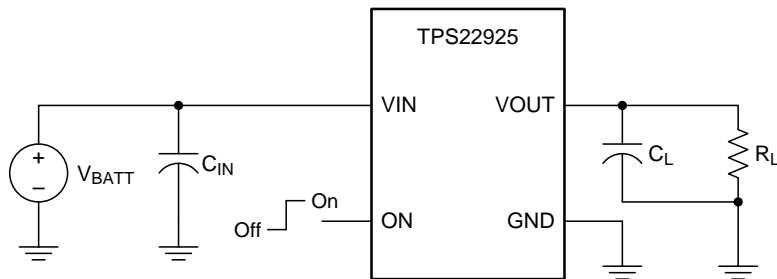 TPS22925
VIN
VOUT
+
−
V_BATT
C_IN
C_L
R_L
On
Off
ON
GND